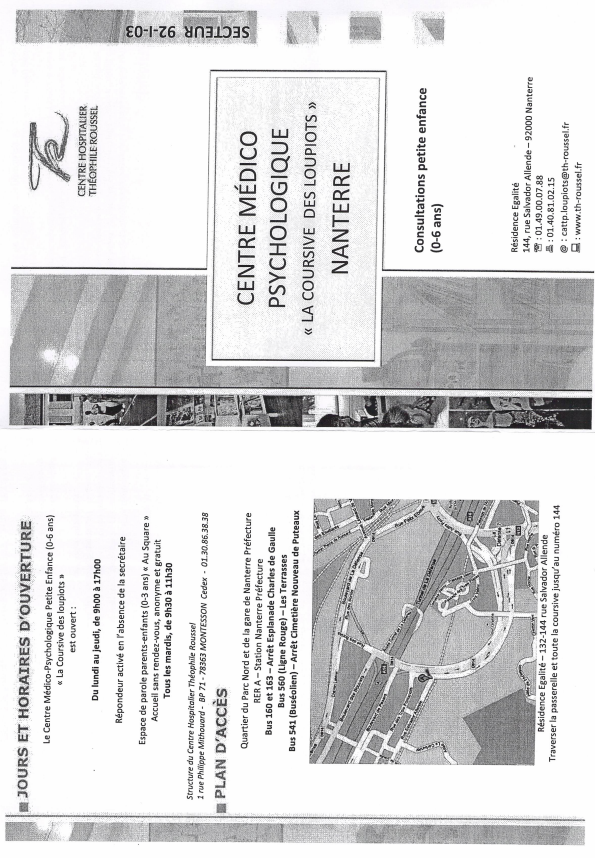 SECTEUR 92-I-03
CENTRE HOSPITALIER
THÉOPHILE ROUSSEL
CENTRE MÉDICO
PSYCHOLOGIQUE
« LA COURSIVE DES LOUPIOTS »
NANTERRE
Consultations petite enfance
(0-6 ans)
Résidence Egalité
144, rue Salvador Allende – 92000 Nanterre
☎ : 01.49.00.07.88
: 01.40.81.02.15
@ : cattp.loupiots@th-roussel.fr
: www.th-roussel.fr
JOURS ET HORAIRES D'OUVERTURE
Le Centre Médico-Psychologique Petite Enfance (0-6 ans)
« La Coursive des loupiots »
est ouvert :
Du lundi au jeudi, de 9h00 à 17h00
Répondeur activé en l'absence de la secrétaire
Espace de parole parents-enfants (0-3 ans) « Au Square »
Accueil sans rendez-vous, anonyme et gratuit
Tous les mardis, de 9h30 à 11h30
Structure du Centre Hospitalier Théophile Roussel
1 rue Philippe Mithouard - BP 71 - 78363 MONTESSON Cedex - 01.30.86.38.38
PLAN D'ACCÈS
Quartier du Parc Nord et de la gare de Nanterre Préfecture
RER A – Station Nanterre Préfecture
Bus 160 et 163 – Arrêt Esplanade Charles de Gaulle
Bus 560 (Ligne Rouge) – Les Terrasses
Bus 541 (Buséolien) – Arrêt Cimetière Nouveau de Puteaux
Résidence Egalité – 132-144 rue Salvador Allende
Traverser la passerelle et toute la coursive jusqu'au numéro 144